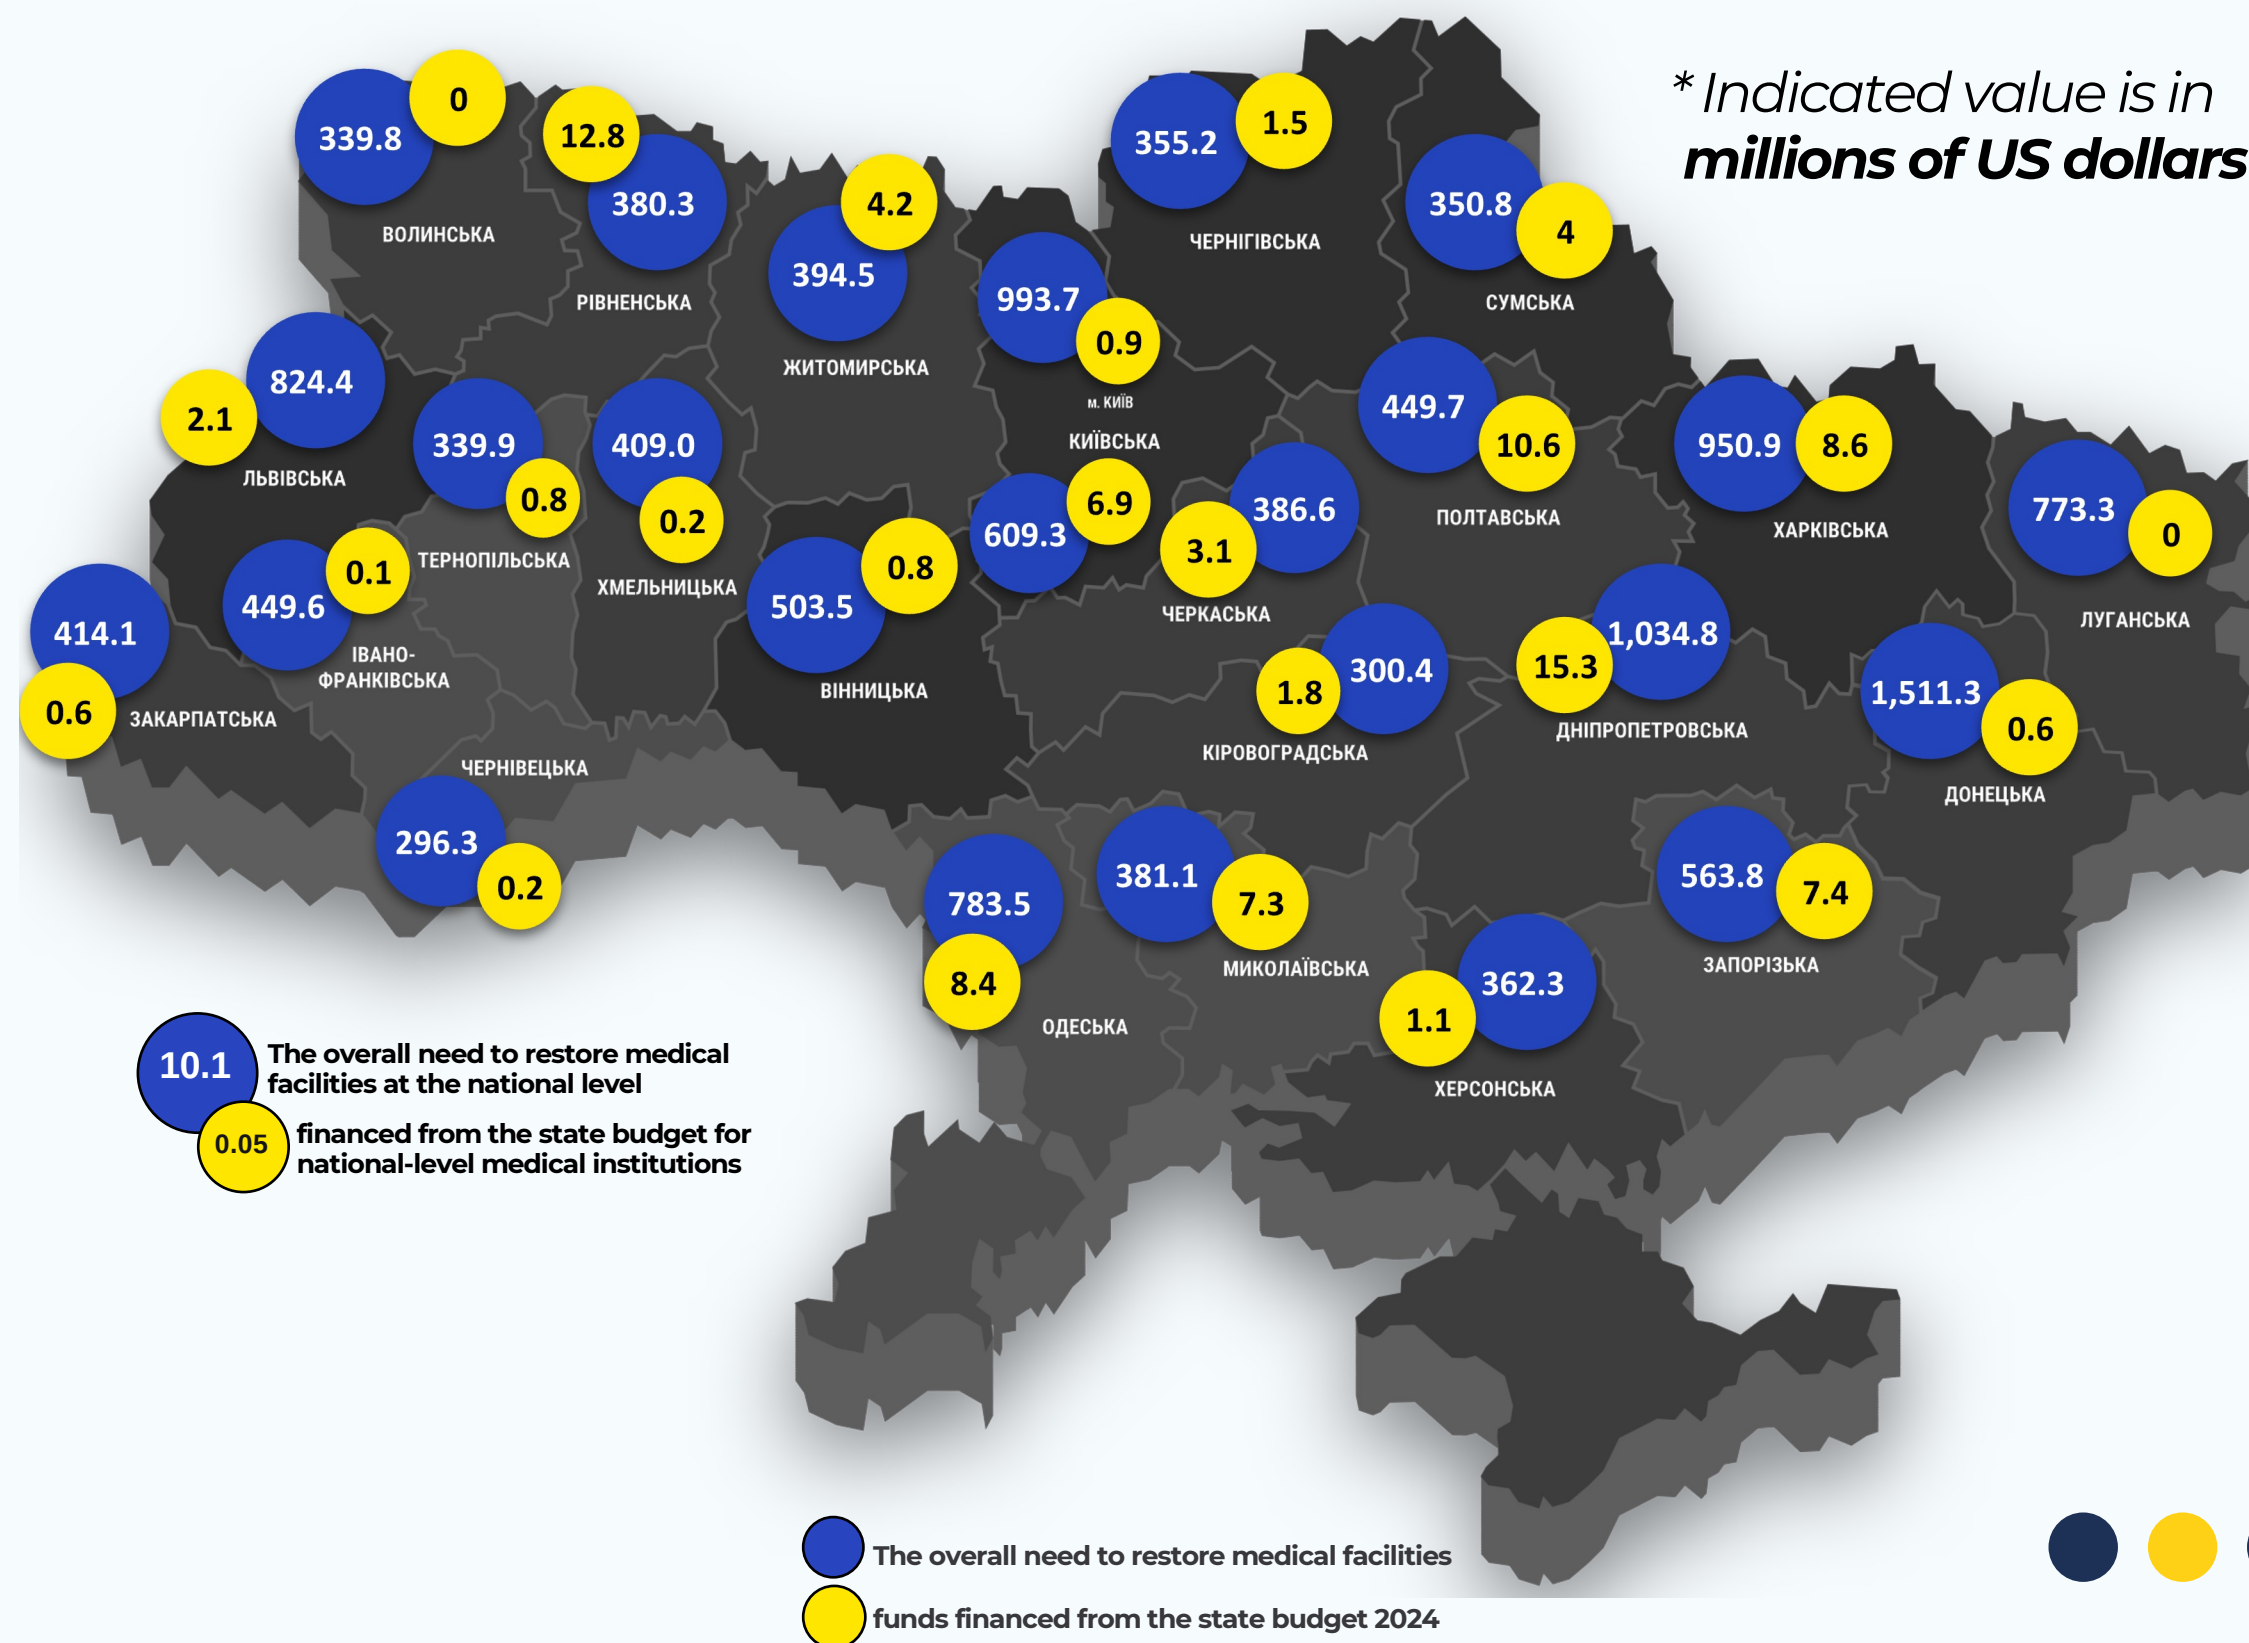 * Indicated value is in
millions of US dollars
339.8
0
ВОЛИНСЬКА
12.8
380.3
РІВНЕНСЬКА
4.2
394.5
ЖИТОМИРСЬКА
993.7
0.9
м. КИЇВ
КИЇВСЬКА
609.3
6.9
355.2
1.5
ЧЕРНІГІВСЬКА
350.8
4
СУМСЬКА
824.4
2.1
ЛЬВІВСЬКА
339.9
0.8
ТЕРНОПІЛЬСЬКА
409.0
0.2
ХМЕЛЬНИЦЬКА
503.5
0.8
ВІННИЦЬКА
386.6
3.1
ЧЕРКАСЬКА
449.7
10.6
ПОЛТАВСЬКА
950.9
8.6
ХАРКІВСЬКА
773.3
0
ЛУГАНСЬКА
414.1
0.6
ЗАКАРПАТСЬКА
449.6
0.1
ІВАНО-
ФРАНКІВСЬКА
ЧЕРНІВЕЦЬКА
296.3
0.2
300.4
1.8
КІРОВОГРАДСЬКА
1,034.8
15.3
ДНІПРОПЕТРОВСЬКА
1,511.3
0.6
ДОНЕЦЬКА
783.5
8.4
ОДЕСЬКА
381.1
7.3
МИКОЛАЇВСЬКА
362.3
1.1
ХЕРСОНСЬКА
563.8
7.4
ЗАПОРІЗЬКА
10.1
The overall need to restore medical
facilities at the national level
0.05
financed from the state budget for
national-level medical institutions
The overall need to restore medical facilities
funds financed from the state budget 2024